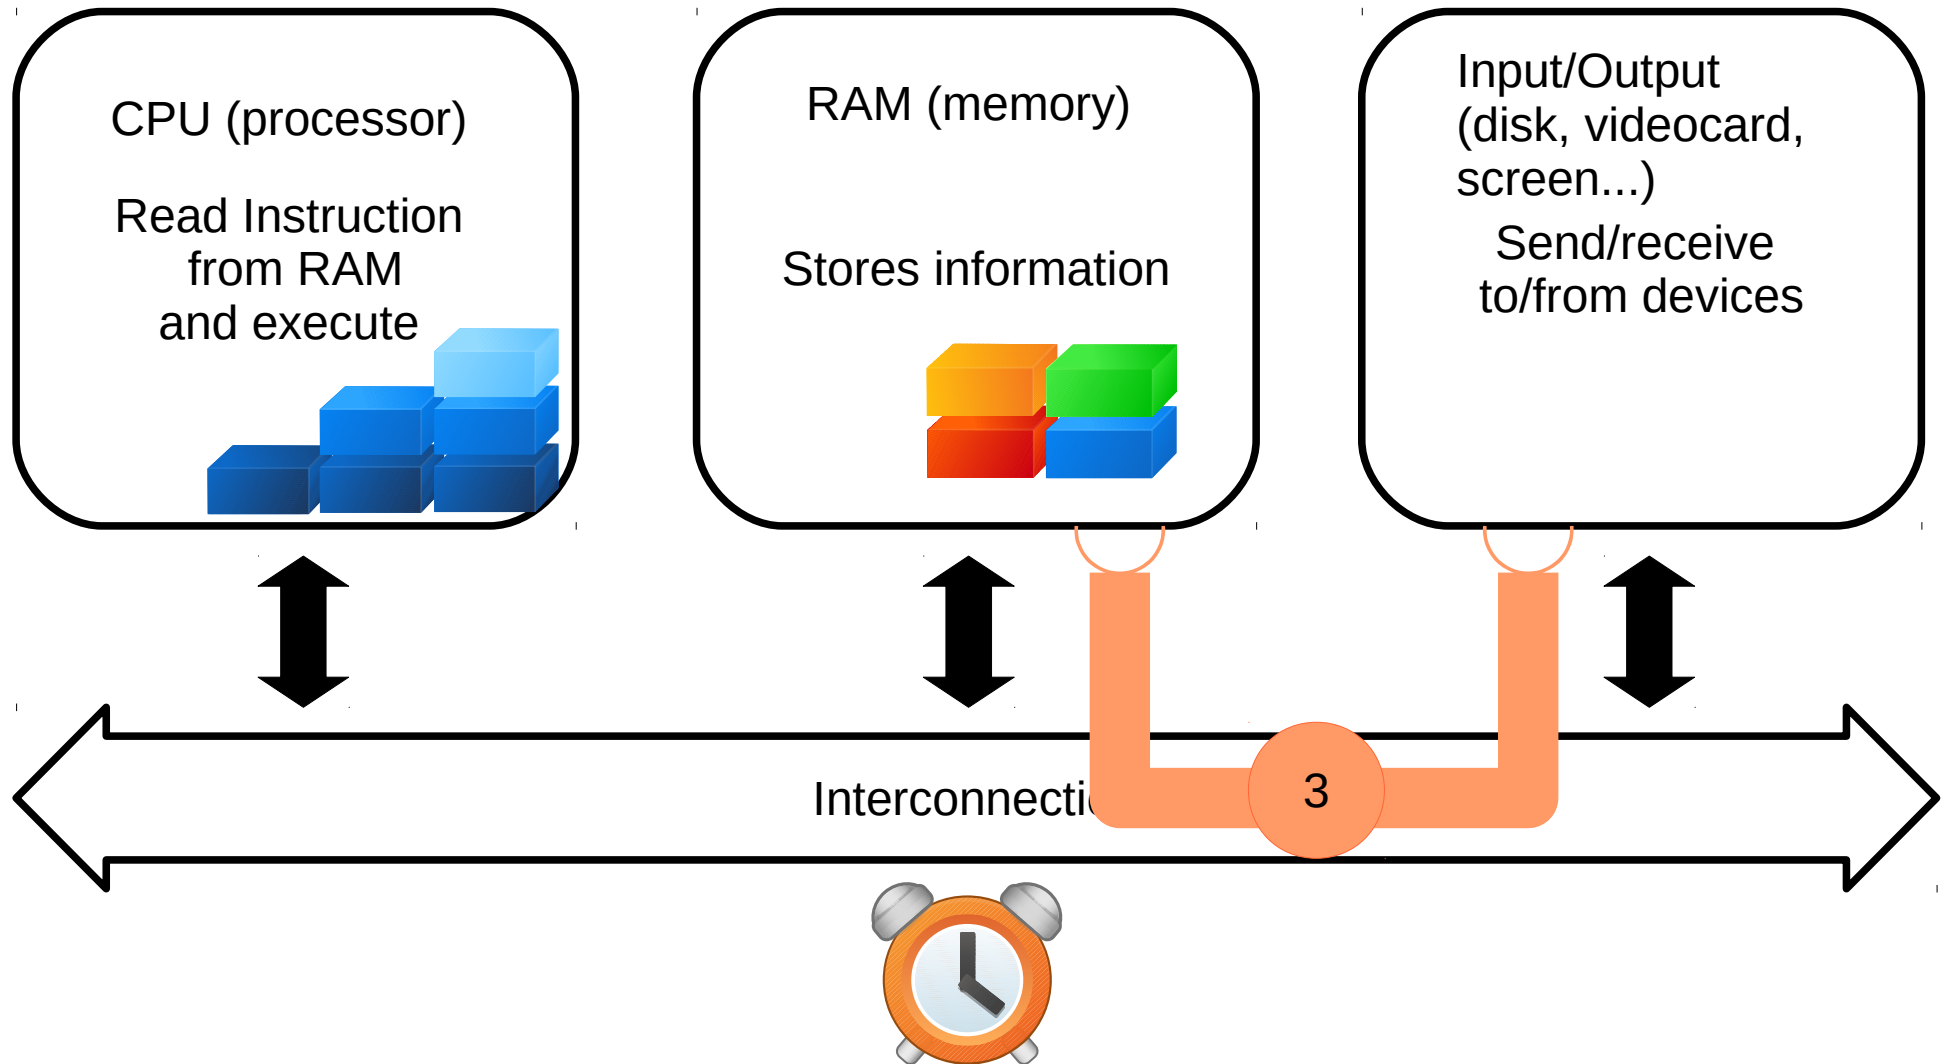 CPU (processor)
Read Instruction
from RAM
and execute
RAM (memory)
Stores information
Input/Output
(disk, videocard,
screen...)
Send/receive
to/from devices
Interconnecti
3